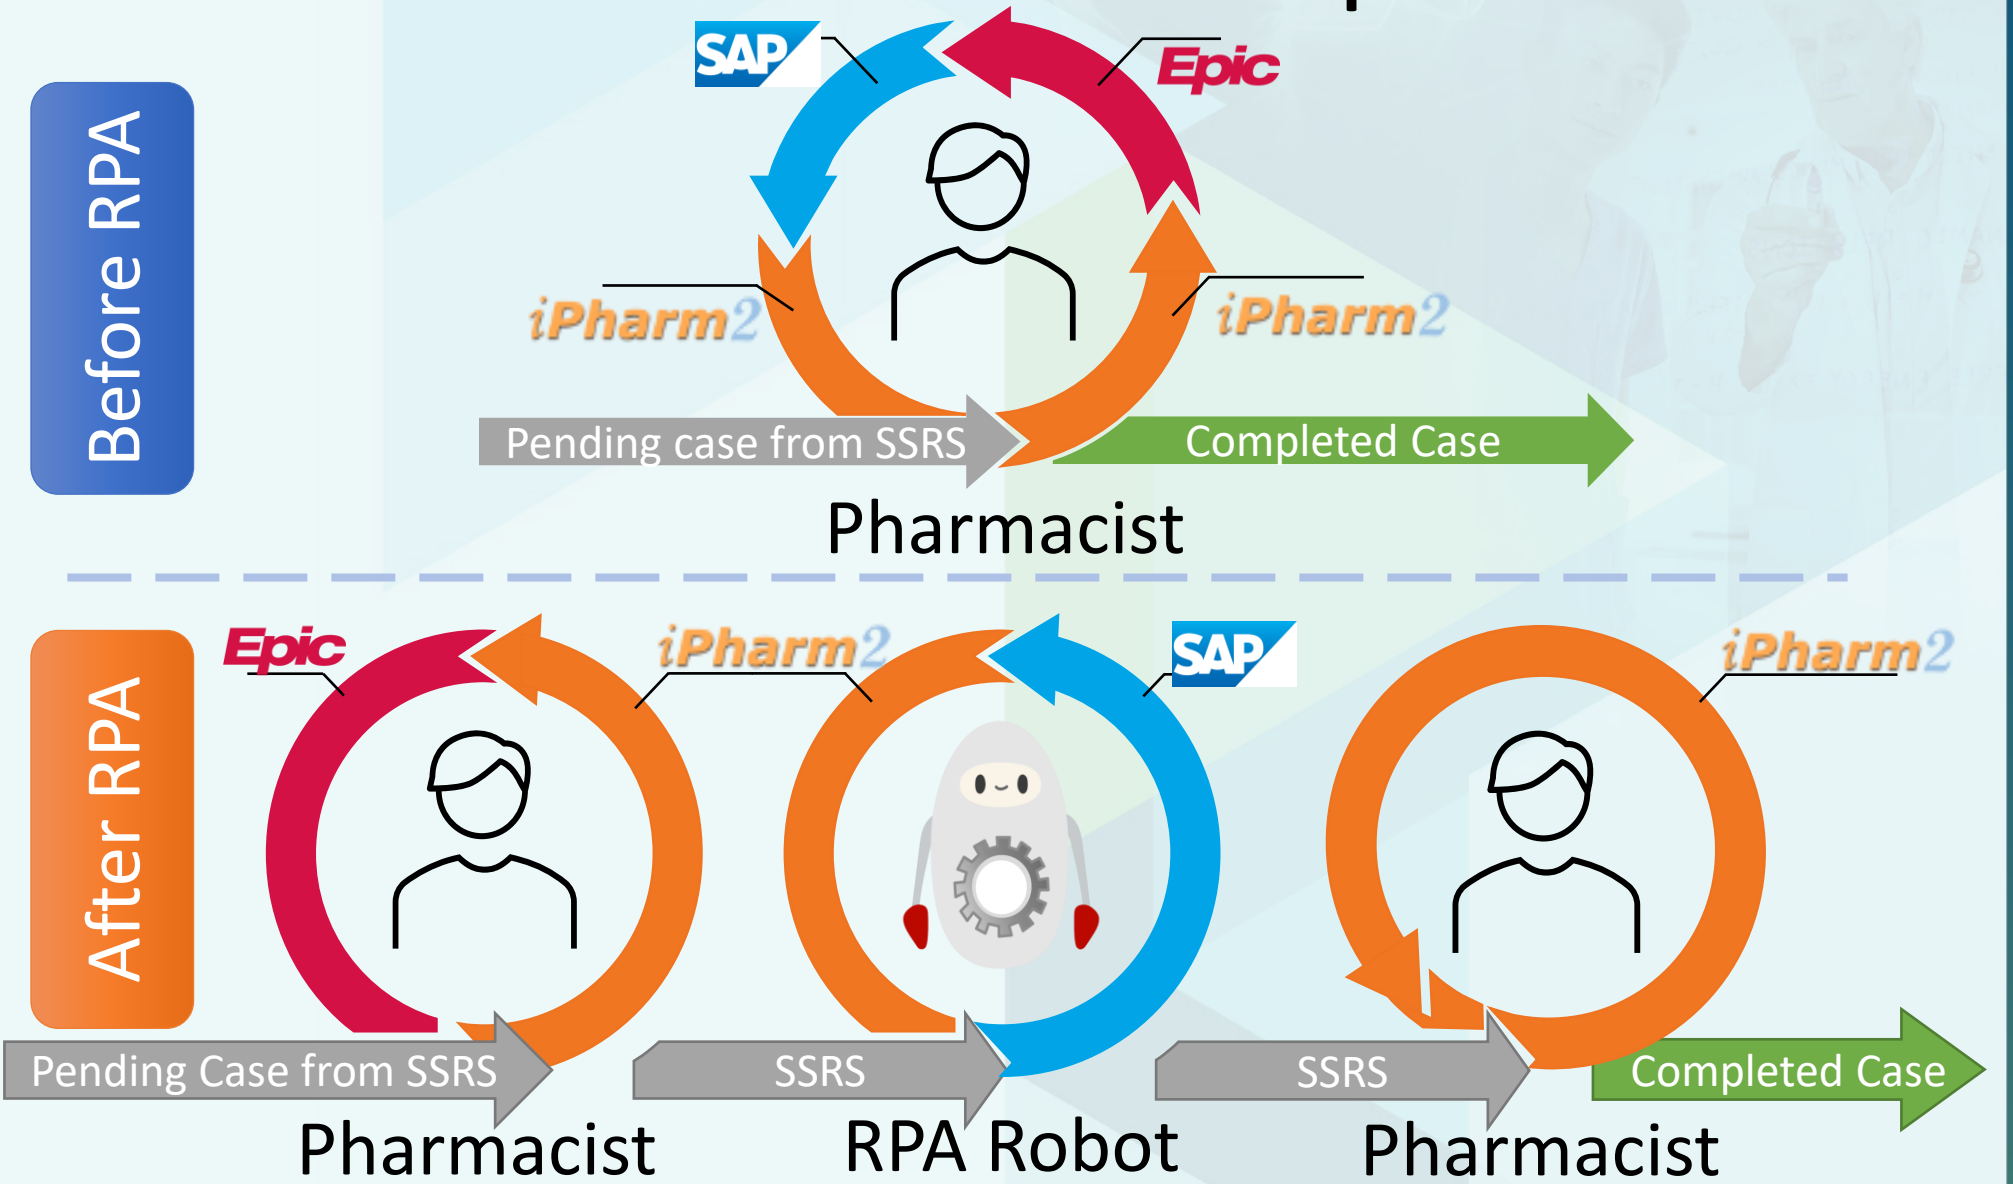 SAP
Epic
Before RPA
iPharm2
iPharm2
Pending case from SSRS
Completed Case
Pharmacist
Epic
iPharm2
SAP
iPharm2
After RPA
Pending Case from SSRS
SSRS
SSRS
Completed Case
Pharmacist
RPA Robot
Pharmacist